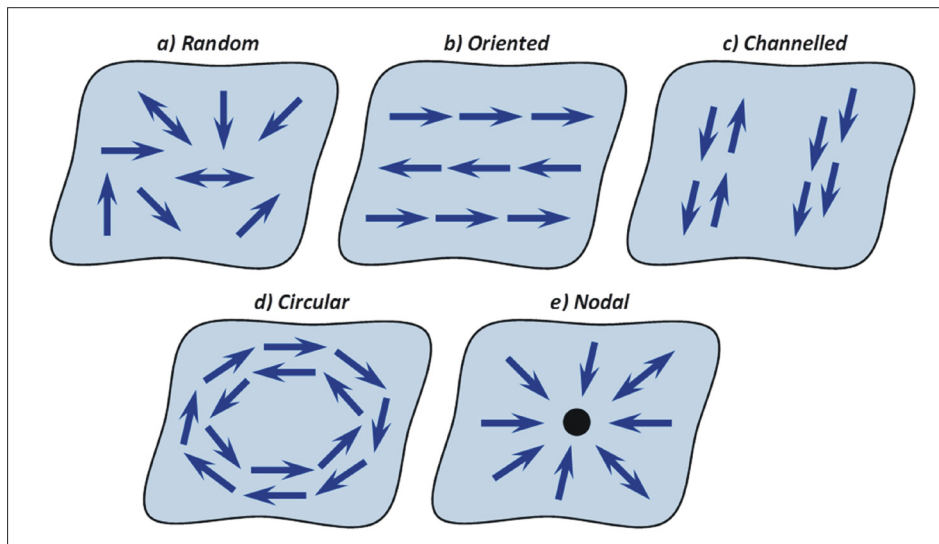 a) Random
b) Oriented
c) Channelled
d) Circular
e) Nodal